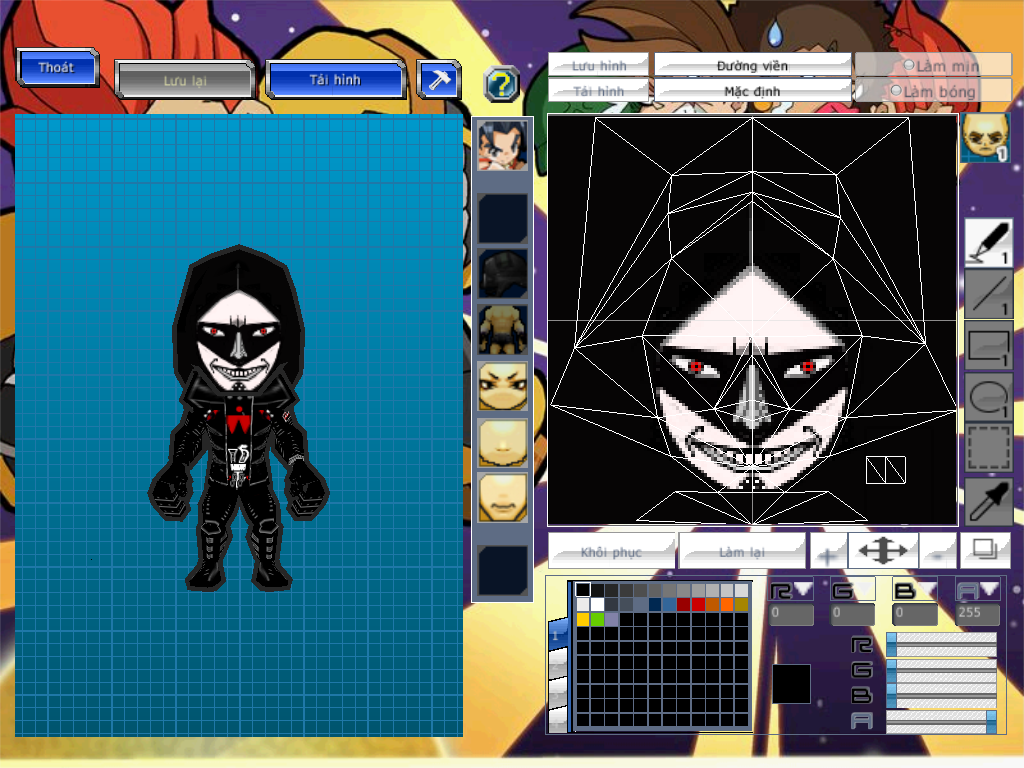 Thoát
Lưu lại
Tải hình
?
Lưu hình
Đường viền
Làm mịn
Tải hình
Mặc định
Làm bóng
1
1
1
1
1
Khôi phục
Làm lại
+
-
R
G
B
A
0
0
0
255
1
R
G
B
A